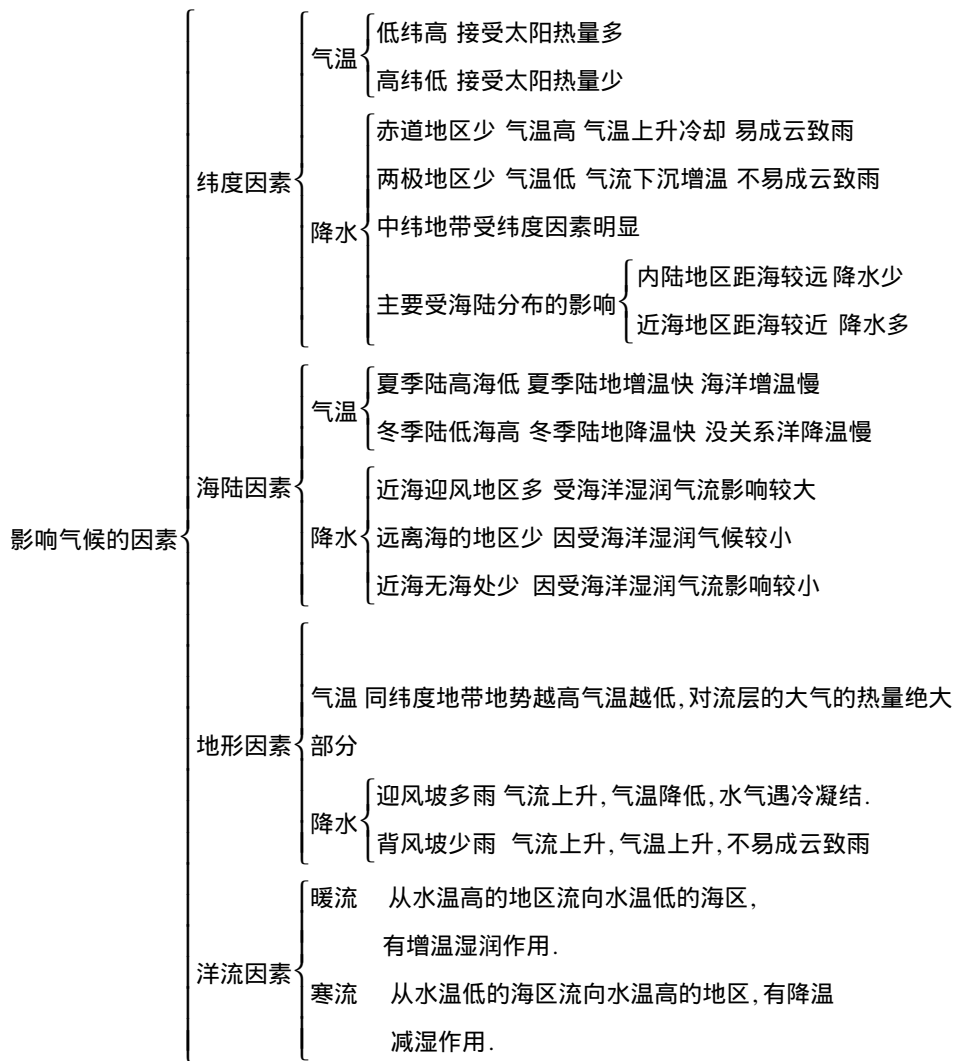 低纬高 接受太阳热量多
气温
高纬低 接受太阳热量少
赤道地区少 气温高 气温上升冷却 易成云致雨
纬度因素
两极地区少 气温低 气流下沉增温 不易成云致雨
降水
中纬地带受纬度因素明显
内陆地区距海较远 降水少
主要受海陆分布的影响
近海地区距海较近 降水多
夏季陆高海低 夏季陆地增温快 海洋增温慢
气温
冬季陆低海高 冬季陆地降温快 没关系洋降温慢
海陆因素
近海迎风地区多 受海洋湿润气流影响较大
影响气候的因素
降水
远离海的地区少 因受海洋湿润气候较小
近海无海处少 因受海洋湿润气流影响较小
气温 同纬度地带地势越高气温越低,对流层的大气的热量绝大
地形因素
部分
迎风坡多雨 气流上升,气温降低,水气遇冷凝结.
降水
背风坡少雨 气流上升,气温上升,不易成云致雨
暖流 从水温高的地区流向水温低的海区,
有增温湿润作用.
洋流因素
寒流 从水温低的海区流向水温高的地区,有降温
减湿作用.